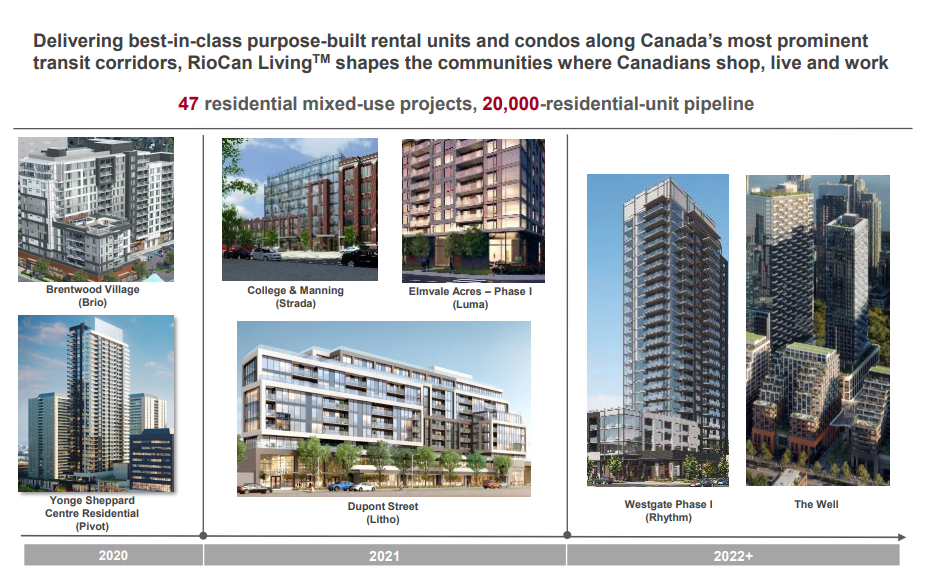 Delivering best-in-class purpose-built rental units and condos along Canada's most prominent
transit corridors, RioCan Living™ shapes the communities where Canadians shop, live and work
47 residential mixed-use projects, 20,000-residential-unit pipeline
Brentwood Village
(Brio)
Yonge Sheppard
Centre Residential
(Pivot)
College & Manning
(Strada)
Elmvale Acres – Phase I
(Luma)
Dupont Street
(Litho)
Westgate Phase I
(Rhythm)
The Well
2020
2021
2022+